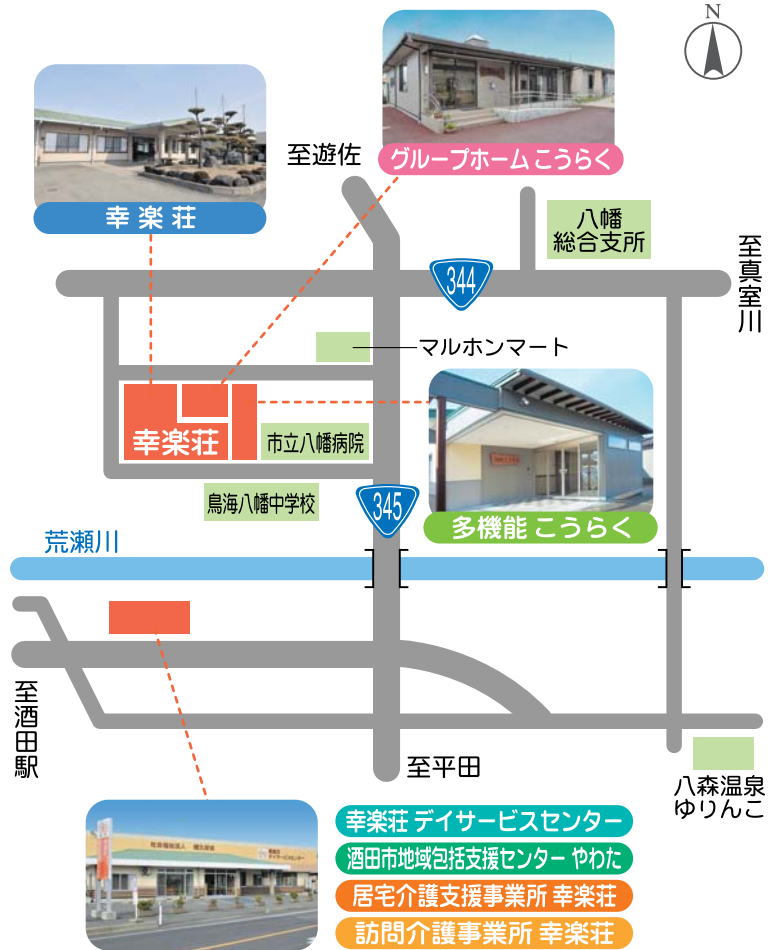 N
至遊佐
グループホーム こうらく
幸楽荘
八幡
総合支所
至真室川
344
マルホンマート
幸楽荘
市立八幡病院
鳥海八幡中学校
345
多機能 こうらく
荒瀬川
至酒田駅
至平田
八森温泉
ゆりんこ
幸楽荘 デイサービスセンター
酒田市地域包括支援センター やわた
居宅介護支援事業所 幸楽荘
訪問介護事業所 幸楽荘